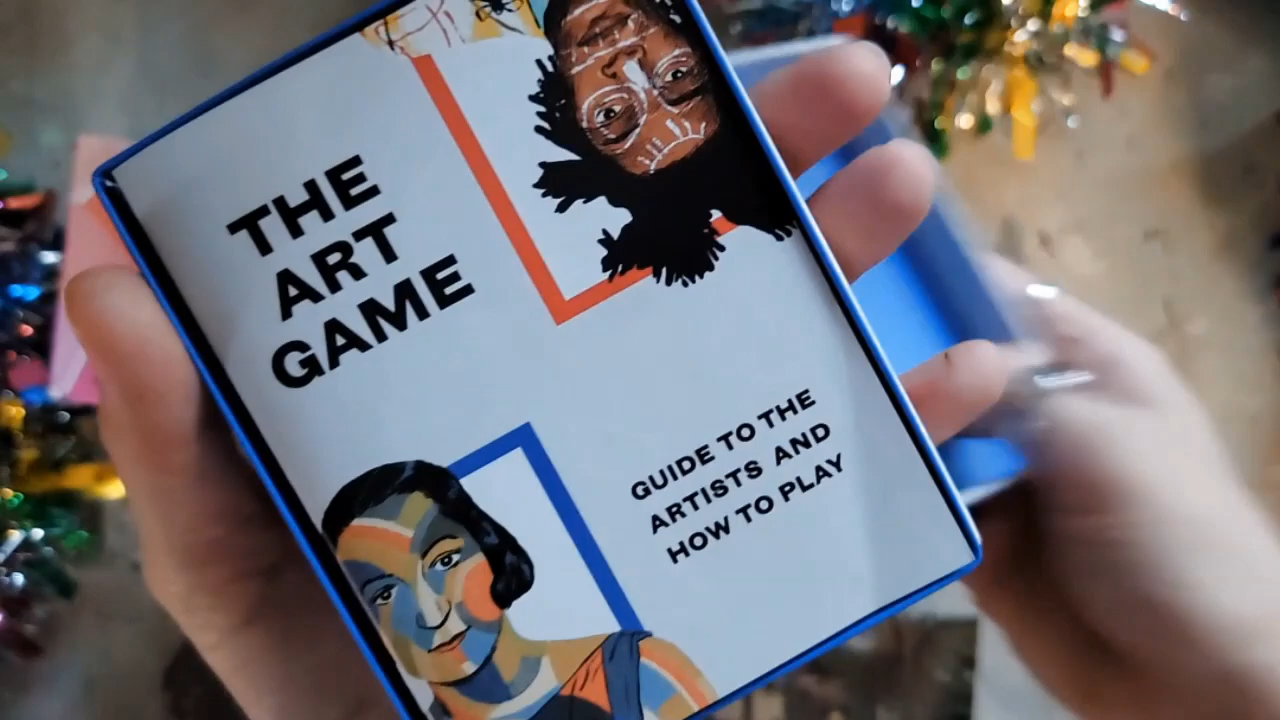 THE
ART
GAME
GUIDE TO THE
ARTISTS AND
HOW TO PLAY